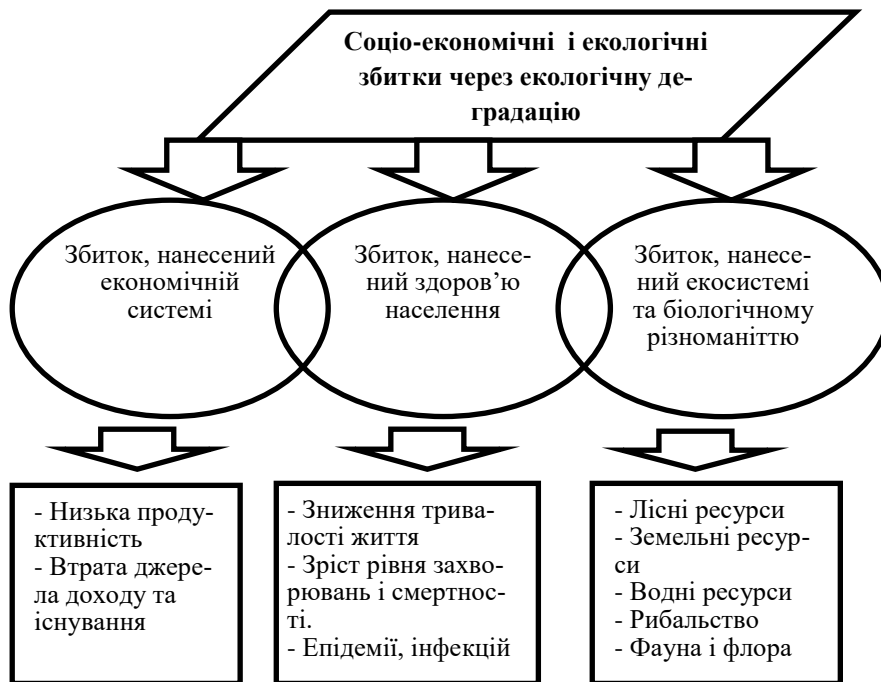 Соціо-економічні і екологічні
збитки через екологічну де-
градацію
Збиток, нанесений
економічній
системі
Збиток, нанесе-
ний здоров’ю
населення
Збиток, нанесе-
ний екосистемі
та біологічному
різноманіттю
- Низька проду-
ктивність
- Втрата джере-
ла доходу та
існування
- Зниження трива-
лості життя
- Зріст рівня захво-
рювань і смертнос-
ті.
- Епідемії, інфекцій
- Лісні ресурси
- Земельні ресур-
си
- Водні ресурси
- Рибальство
- Фауна і флора